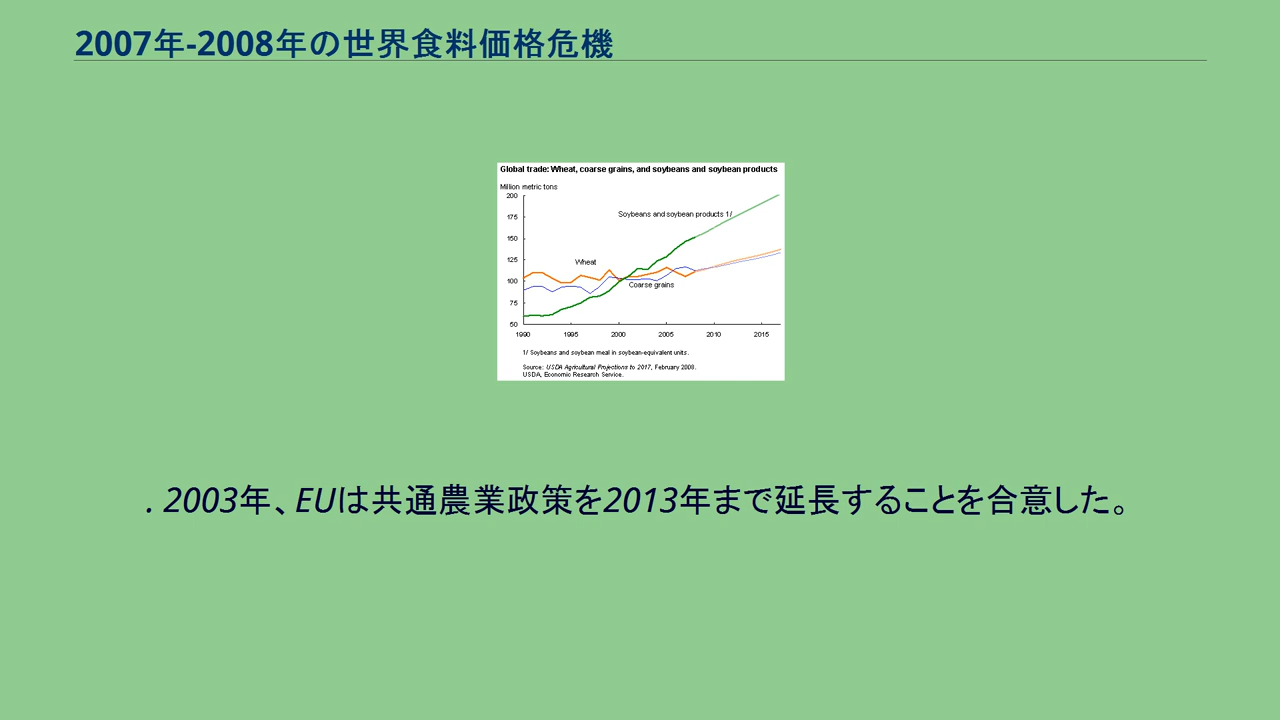 2007年-2008年の世界食料価格危機
Global trade: Wheat, coarse grains, and soybeans and soybean products
Million metric tons
200
175
150
125
100
75
50
Soybeans and soybean products 1/
Wheat
Coarse grains
1990 1995 2000 2005 2010 2015
1/ Soybeans and soybean meal in soybean-equivalent units.
Source: USDA Agricultural Projections to 2017, February 2008.
USDA, Economic Research Service.
. 2003年、EUは共通農業政策を2013年まで延長することを合意した。